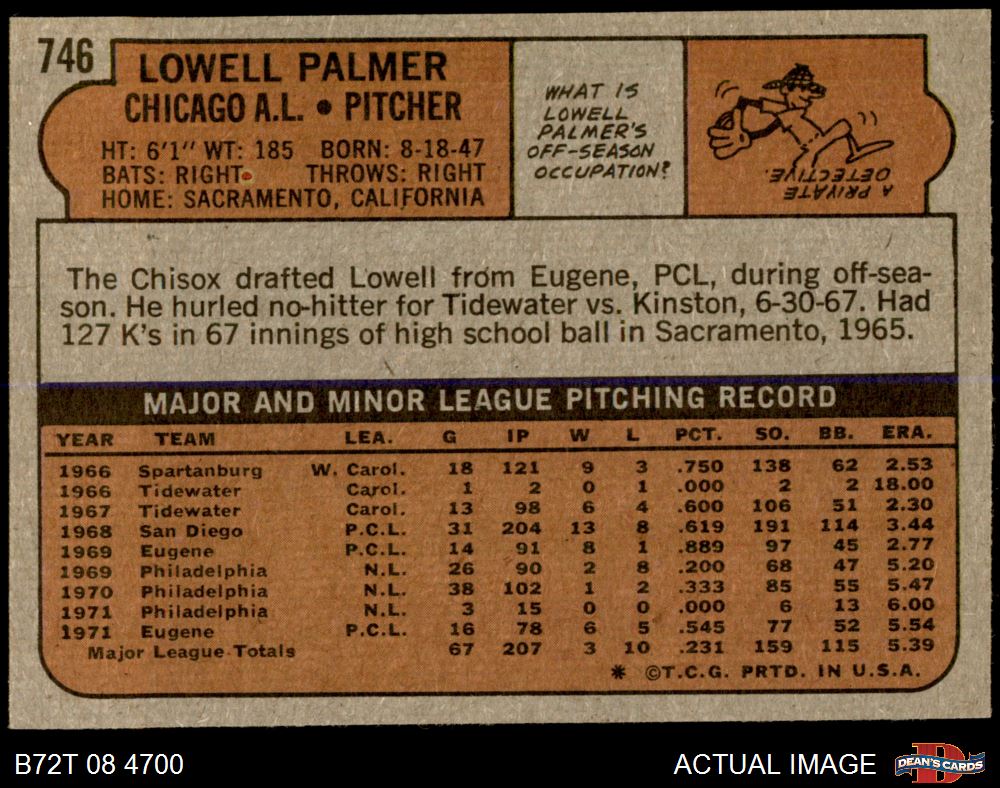 746
LOWELL PALMER
CHICAGO A.L. • PITCHER
HT: 6'1" WT: 185 BORN: 8-18-47
BATS: RIGHT THROWS: RIGHT
HOME: SACRAMENTO, CALIFORNIA
WHAT IS
LOWELL
PALMER'S
OFF-SEASON
OCCUPATION?
A PRIVATE
DETECTIVE.
The Chisox drafted Lowell from Eugene, PCL, during off-sea-
son. He hurled no-hitter for Tidewater vs. Kinston, 6-30-67. Had
127 K's in 67 innings of high school ball in Sacramento, 1965.
MAJOR AND MINOR LEAGUE PITCHING RECORD
YEAR TEAM LEA. G IP W L PCT. SO. BB. ERA.
1966 Spartanburg W. Carol. 18 121 9 3 .750 138 62 2.53
1966 Tidewater Carol. 1 2 0 1 .000 2 2 18.00
1967 Tidewater Carol. 13 98 6 4 .600 106 51 2.30
1968 San Diego P.C.L. 31 204 13 8 .619 191 114 3.44
1969 Eugene P.C.L. 14 91 8 1 .889 97 45 2.77
1969 Philadelphia N.L. 26 90 2 8 .200 68 47 5.20
1970 Philadelphia N.L. 38 102 1 2 .333 85 55 5.47
1971 Philadelphia N.L. 3 15 0 0 .000 6 13 6.00
1971 Eugene P.C.L. 16 78 6 5 .545 77 52 5.54
Major League Totals 67 207 3 10 .231 159 115 5.39
* ©T.C.G. PRTD. IN U.S.A.
B72T 08 4700
ACTUAL IMAGE
D
DEAN'S CARDS